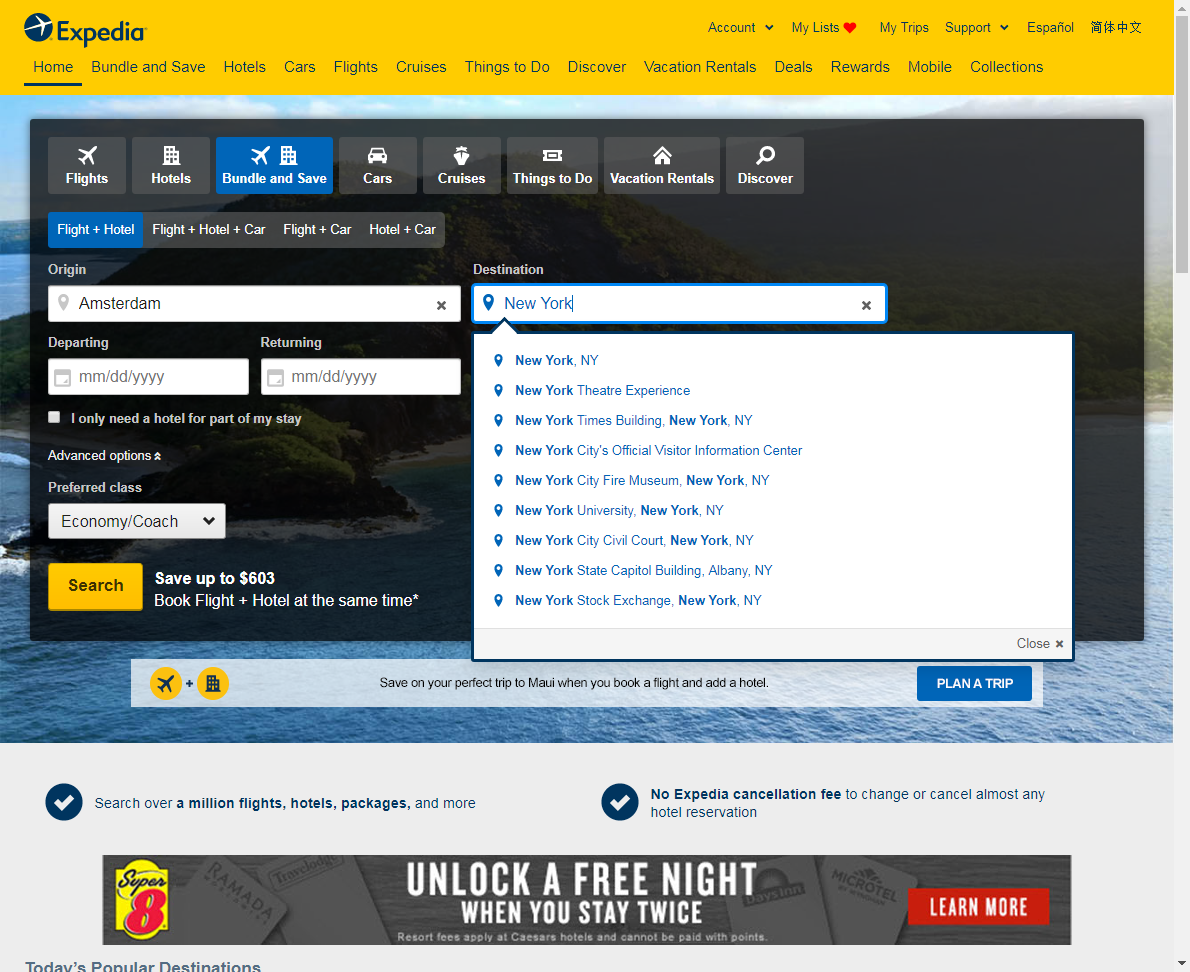 Expedia
Account My Lists My Trips Support Español 简体中文
Home Bundle and Save Hotels Cars Flights Cruises Things to Do Discover Vacation Rentals Deals Rewards Mobile Collections
Flights Hotels Bundle and Save Cars Cruises Things to Do Vacation Rentals Discover
Flight + Hotel Flight + Hotel + Car Flight + Car Hotel + Car
Origin Destination
Amsterdam New York
Departing Returning
mm/dd/yyyy mm/dd/yyyy
I only need a hotel for part of my stay
Advanced options
Preferred class
Economy/Coach
Search
Save up to $603
Book Flight + Hotel at the same time*
New York, NY
New York Theatre Experience
New York Times Building, New York, NY
New York City's Official Visitor Information Center
New York City Fire Museum, New York, NY
New York University, New York, NY
New York City Civil Court, New York, NY
New York State Capitol Building, Albany, NY
New York Stock Exchange, New York, NY
Close
+ Save on your perfect trip to Maui when you book a flight and add a hotel. PLAN A TRIP
Search over a million flights, hotels, packages, and more
No Expedia cancellation fee to change or cancel almost any
hotel reservation
Super 8
RAMADA
Travelodge
UNLOCK A FREE NIGHT
WHEN YOU STAY TWICE
Resort fees apply at Caesars hotels and cannot be paid with points.
Days Inn
MICROTEL
LEARN MORE
Today's Popular Destinations